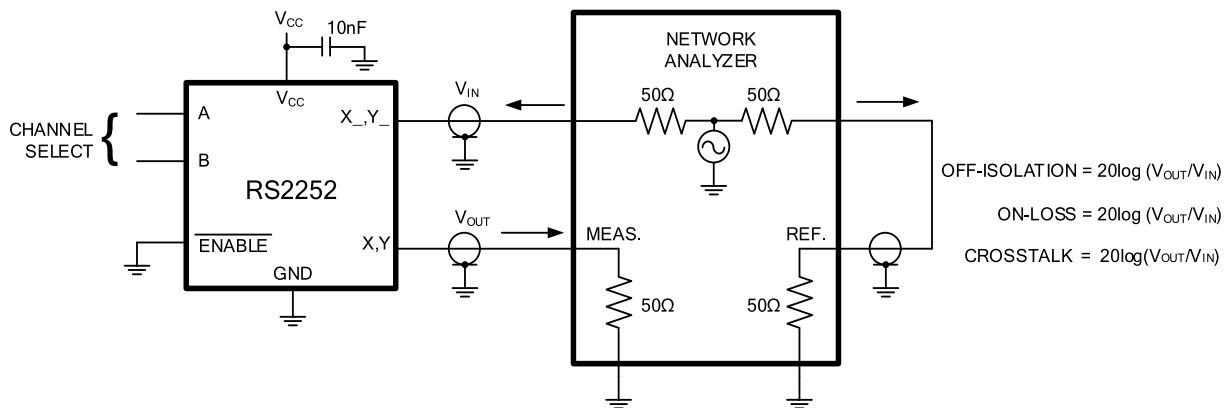 VCC
10nF
VCC
A
B
CHANNEL
SELECT
{
X_,Y_
RS2252
ENABLE
X,Y
GND
VIN
VOUT
NETWORK
ANALYZER
50Ω
50Ω
MEAS.
REF.
50Ω
50Ω
OFF-ISOLATION = 20log (VOUT/VIN)
ON-LOSS = 20log (VOUT/VIN)
CROSSTALK = 20log(VOUT/VIN)